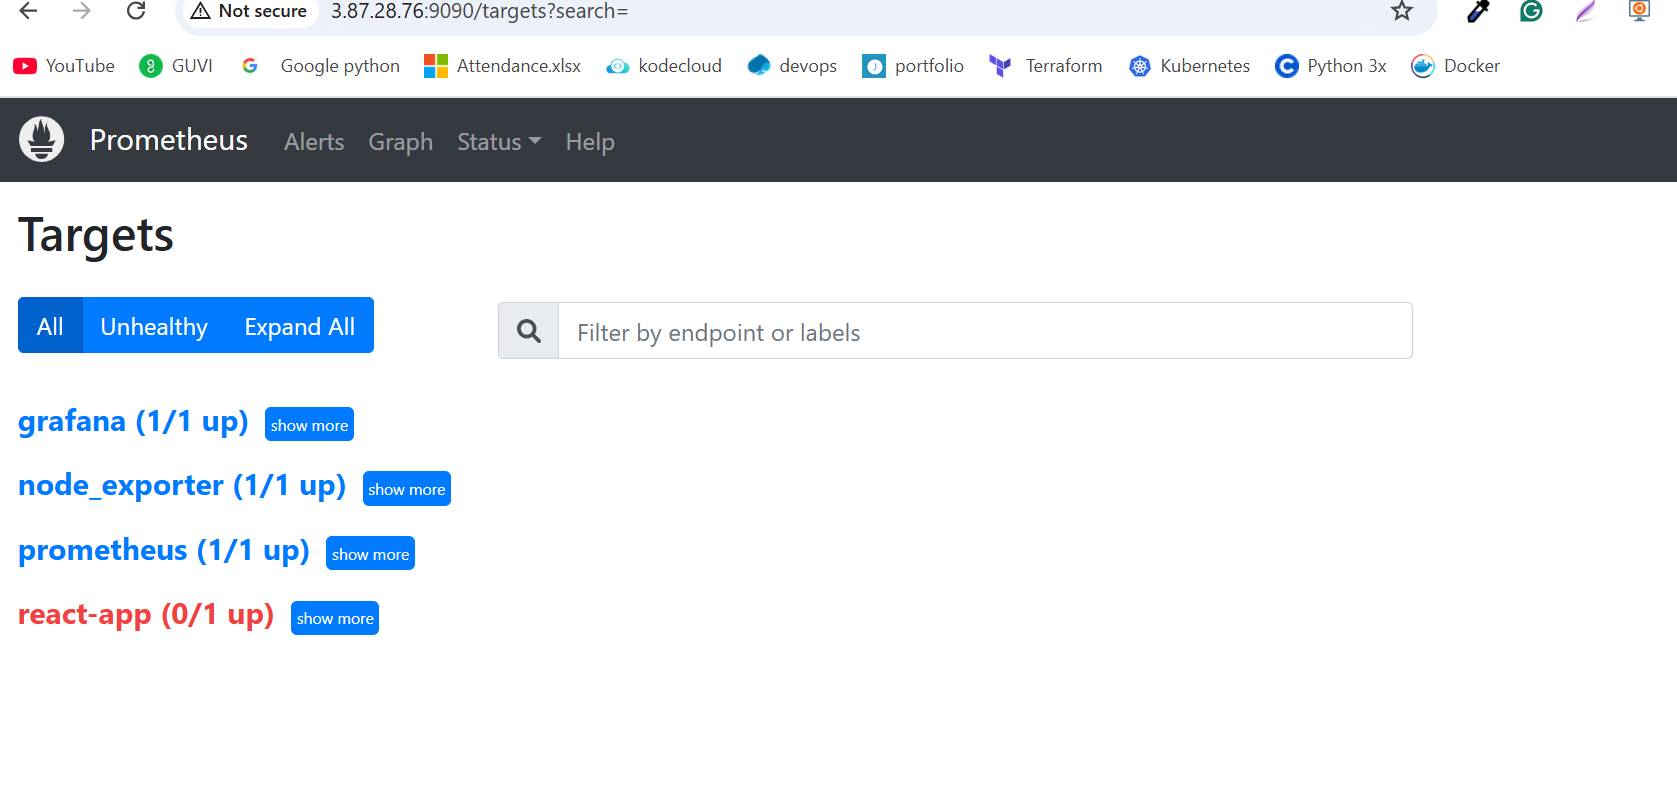 Not secure 3.87.28.76:9090/targets?search=
YouTube GUVI Google python Attendance.xlsx kodecloud devops portfolio Terraform Kubernetes Python 3x Docker
Prometheus Alerts Graph Status Help
Targets
All Unhealthy Expand All Filter by endpoint or labels
grafana (1/1 up) show more
node_exporter (1/1 up) show more
prometheus (1/1 up) show more
react-app (0/1 up) show more